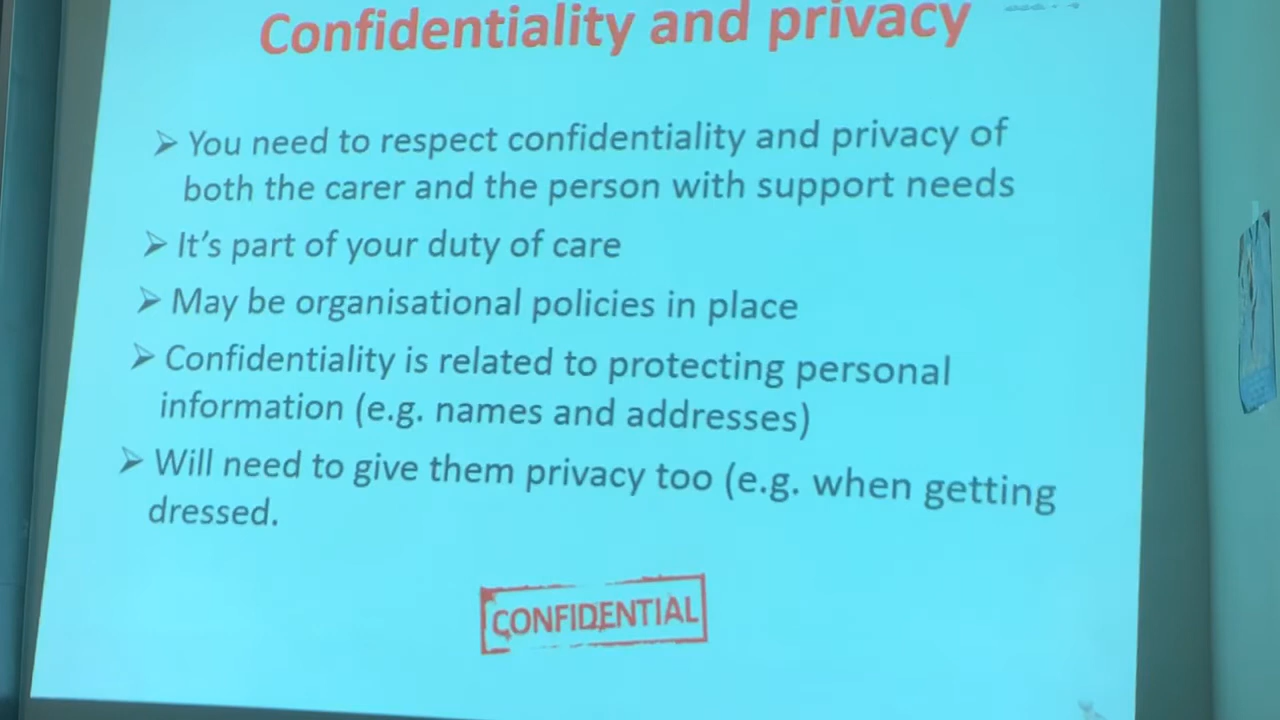 Confidentiality and privacy
➤ You need to respect confidentiality and privacy of
both the carer and the person with support needs
➤ It's part of your duty of care
➤ May be organisational policies in place
➤ Confidentiality is related to protecting personal
information (e.g. names and addresses)
➤ Will need to give them privacy too (e.g. when getting
dressed.
CONFIDENTIAL